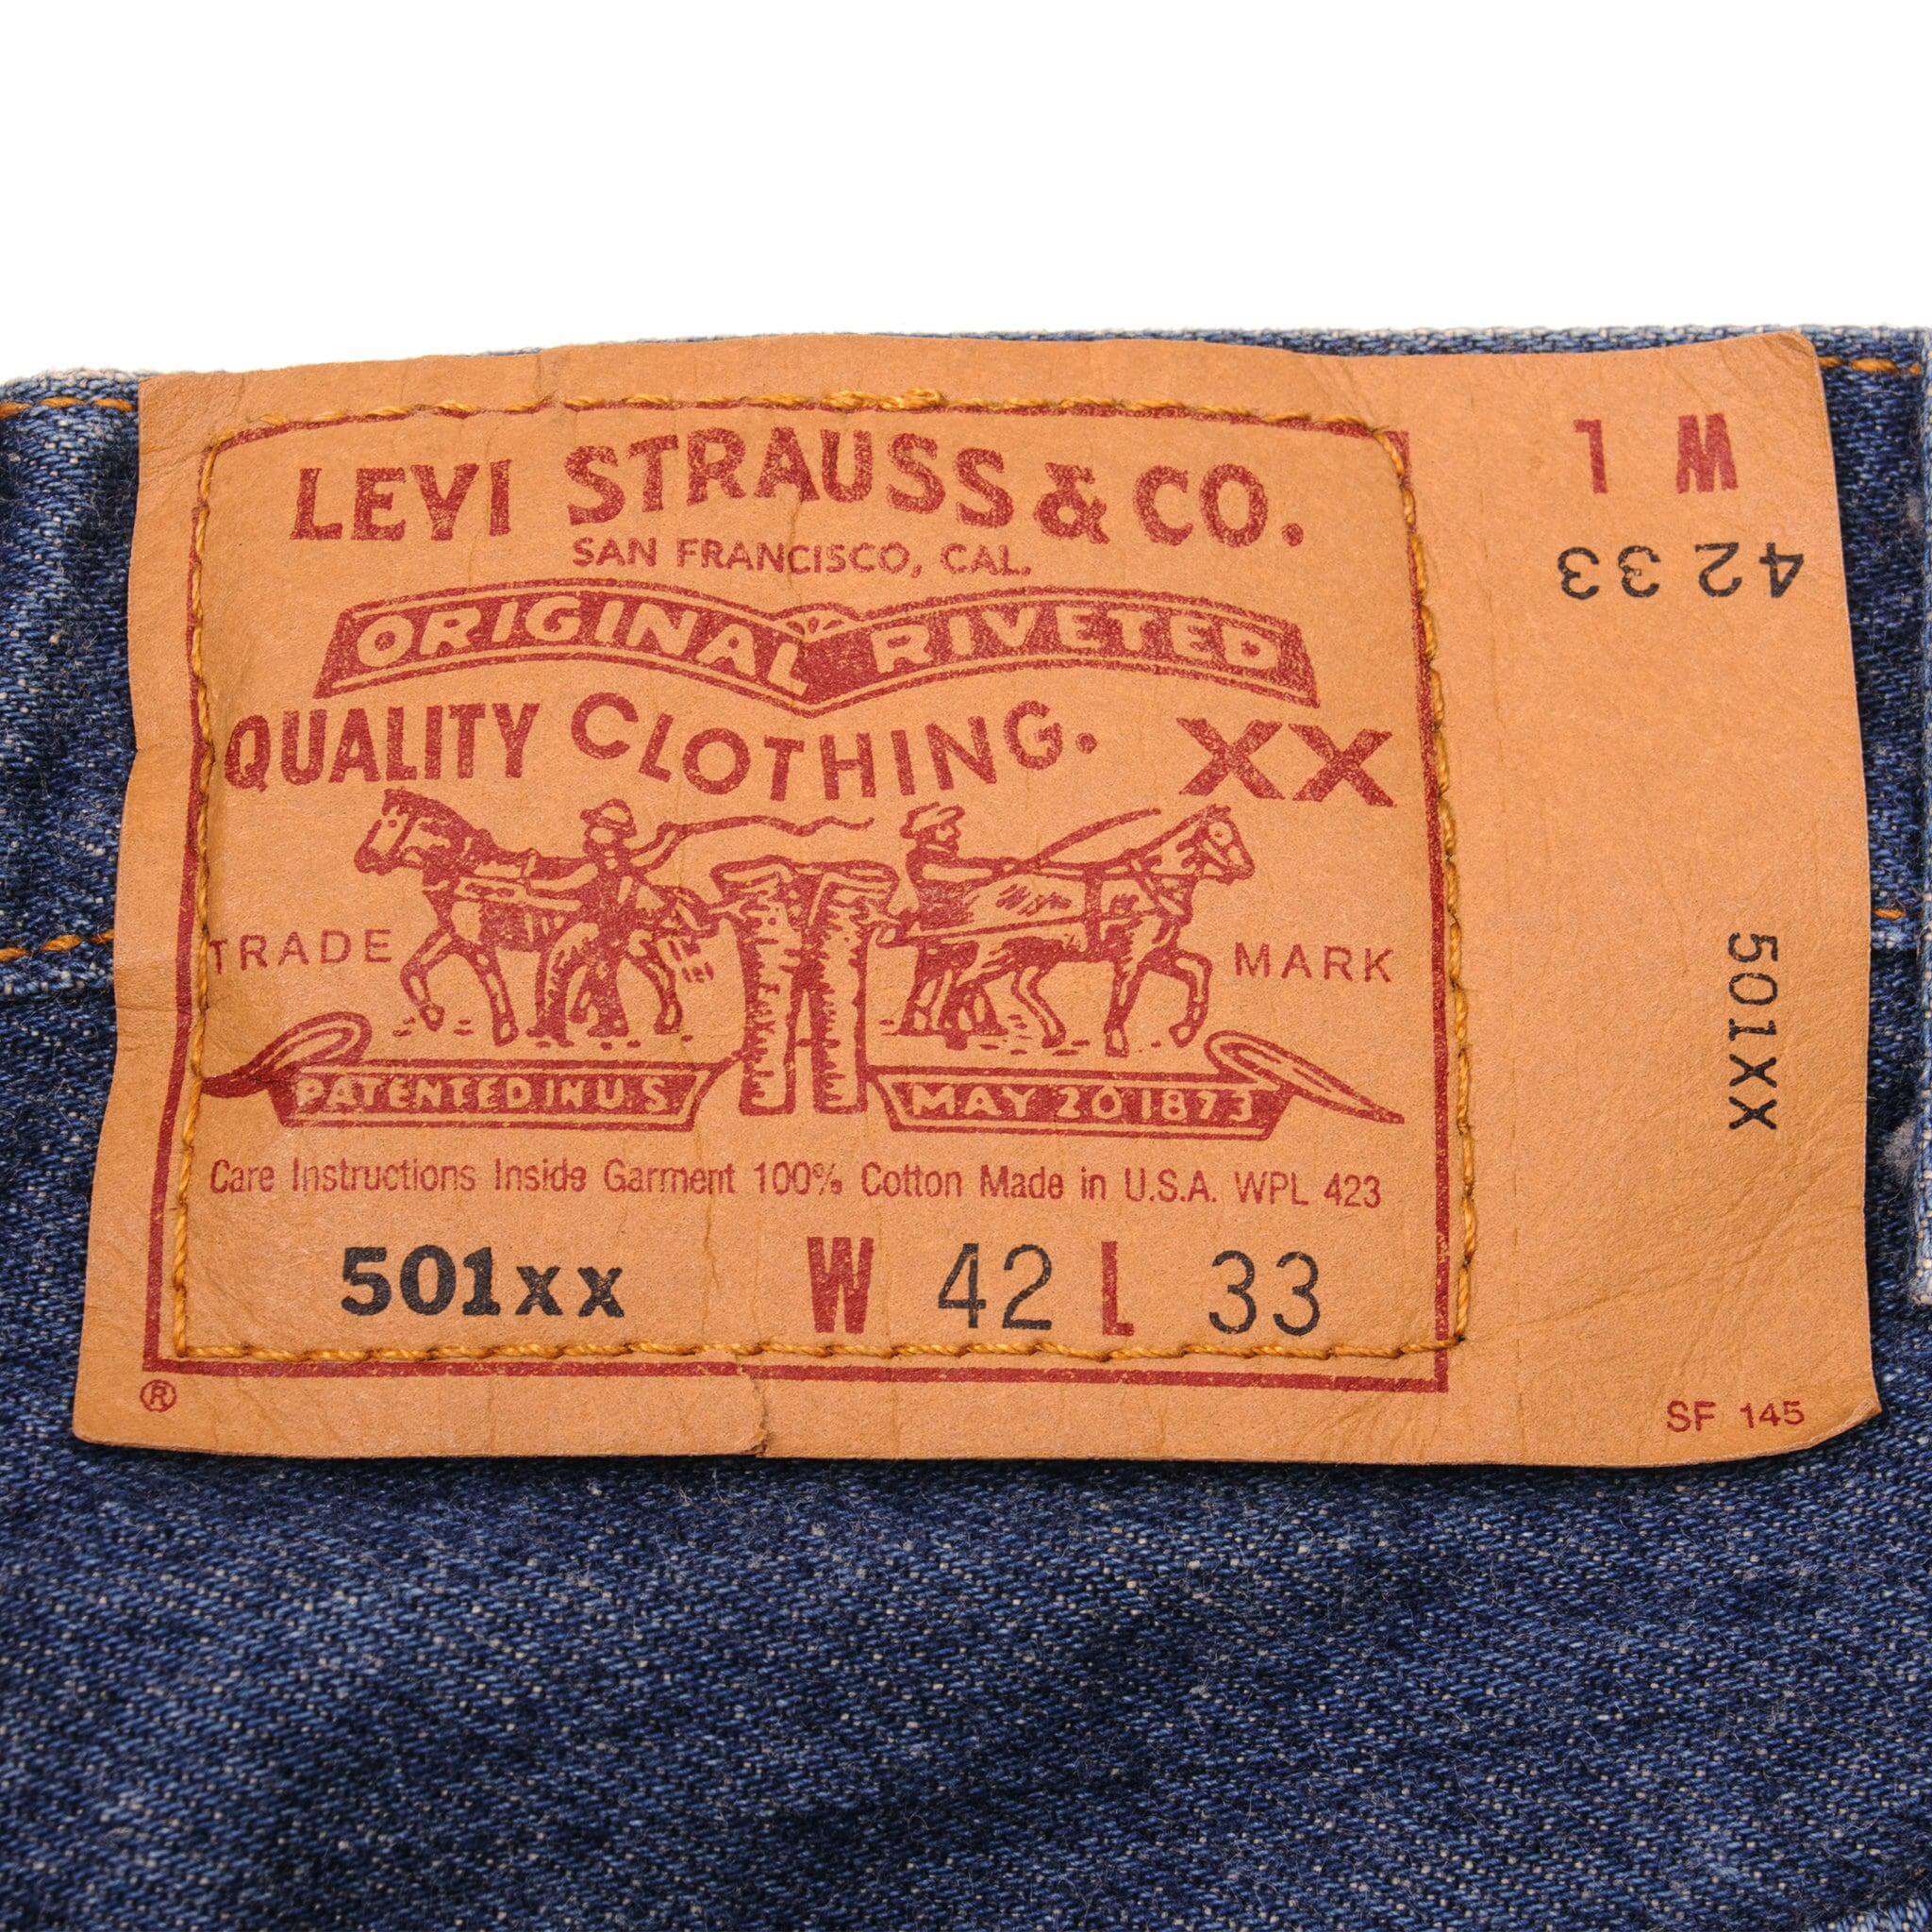 LEVI STRAUSS & CO.
SAN FRANCISCO, CAL.
ORIGINAL RIVETED
QUALITY CLOTHING. XX
TRADE MARK
PATENTED IN U.S. MAY 20 1873
Care Instructions Inside Garment 100% Cotton Made in U.S.A. WPL 423
501xx W 42 L 33
®
W L
42 33
501XX
SF 145